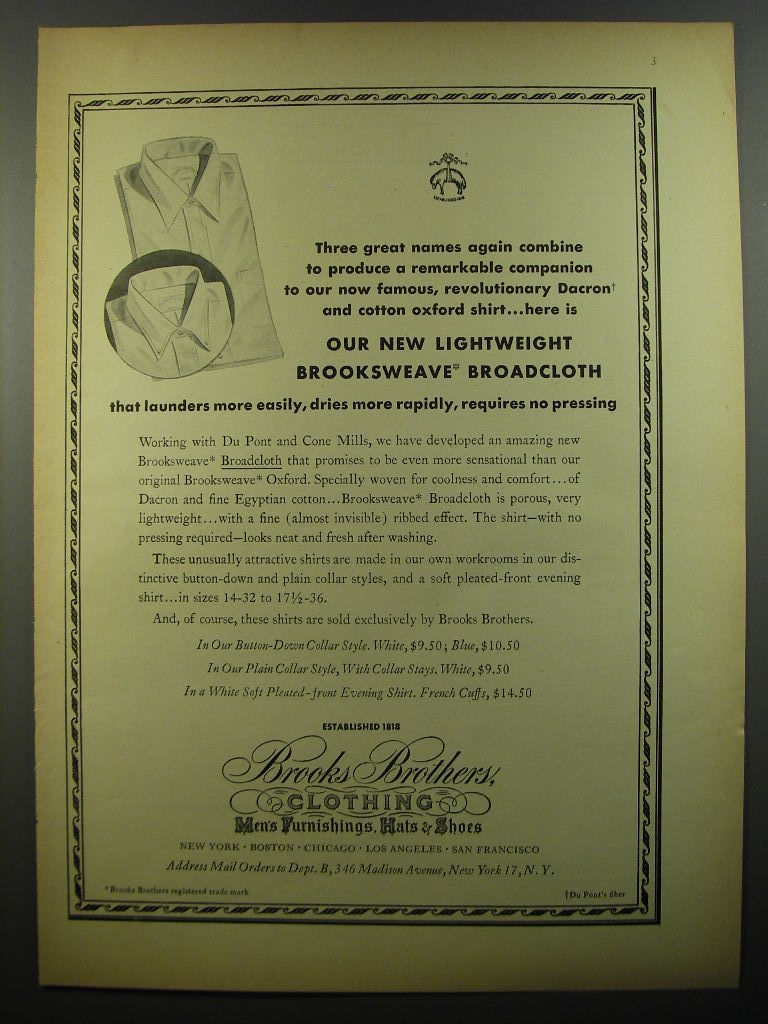 3
ESTABLISHED 1818
Three great names again combine
to produce a remarkable companion
to our now famous, revolutionary Dacron†
and cotton oxford shirt...here is
OUR NEW LIGHTWEIGHT
BROOKSWEAVE* BROADCLOTH
that launders more easily, dries more rapidly, requires no pressing
Working with Du Pont and Cone Mills, we have developed an amazing new
Brooksweave* Broadcloth that promises to be even more sensational than our
original Brooksweave* Oxford. Specially woven for coolness and comfort...of
Dacron and fine Egyptian cotton...Brooksweave* Broadcloth is porous, very
lightweight...with a fine (almost invisible) ribbed effect. The shirt—with no
pressing required—looks neat and fresh after washing.
These unusually attractive shirts are made in our own workrooms in our dis-
tinctive button-down and plain collar styles, and a soft pleated-front evening
shirt...in sizes 14-32 to 17½-36.
And, of course, these shirts are sold exclusively by Brooks Brothers.
In Our Button-Down Collar Style. White, $9.50; Blue, $10.50
In Our Plain Collar Style, With Collar Stays. White, $9.50
In a White Soft Pleated-front Evening Shirt. French Cuffs, $14.50
ESTABLISHED 1818
Brooks Brothers,
CLOTHING
Men's Furnishings, Hats & Shoes
NEW YORK · BOSTON · CHICAGO · LOS ANGELES · SAN FRANCISCO
Address Mail Orders to Dept. B, 346 Madison Avenue, New York 17, N. Y.
*Brooks Brothers registered trade mark
†Du Pont's fiber